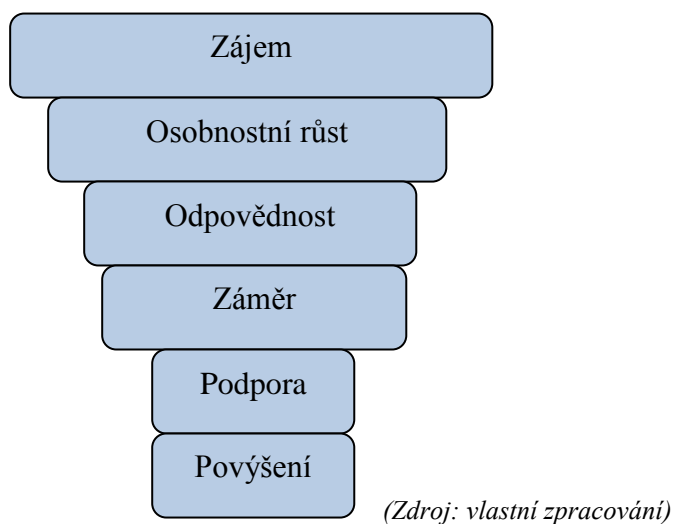 Zájem
Osobnostní růst
Odpovědnost
Záměr
Podpora
Povýšení
(Zdroj: vlastní zpracování)